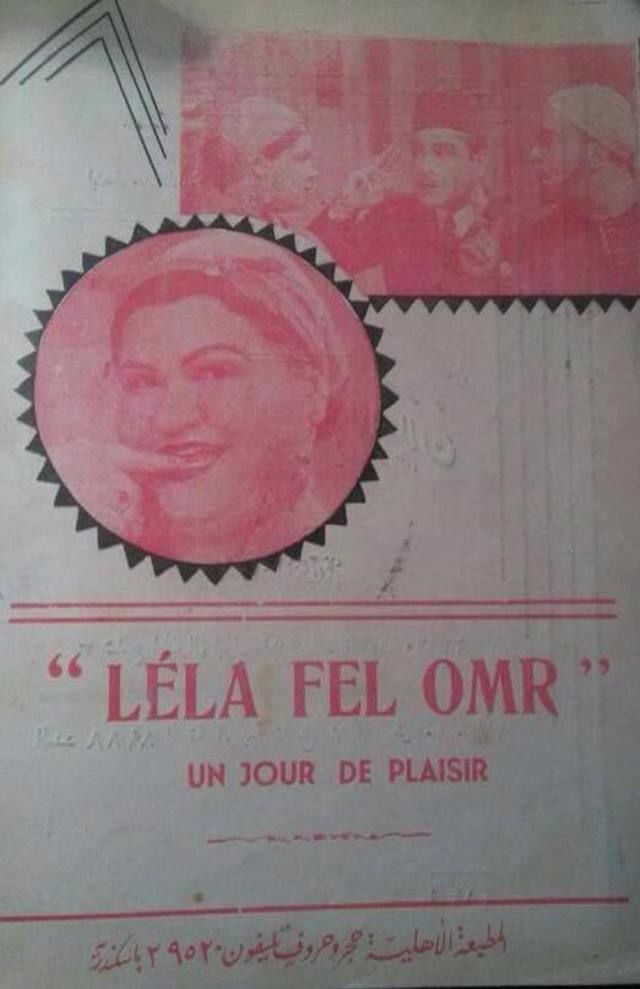 “ LÉLA FEL OMR ”
UN JOUR DE PLAISIR
المطبعة الأهلية حجر وحروف تليفون ٢٩٥٢٠ باسكندرية